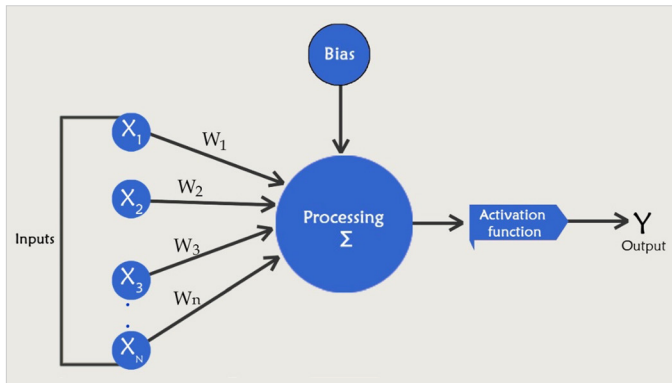 Bias
X1
W1
X2
W2
Processing
Σ
Activation
function
Y
Output
Inputs
W3
X3
Wn
XN